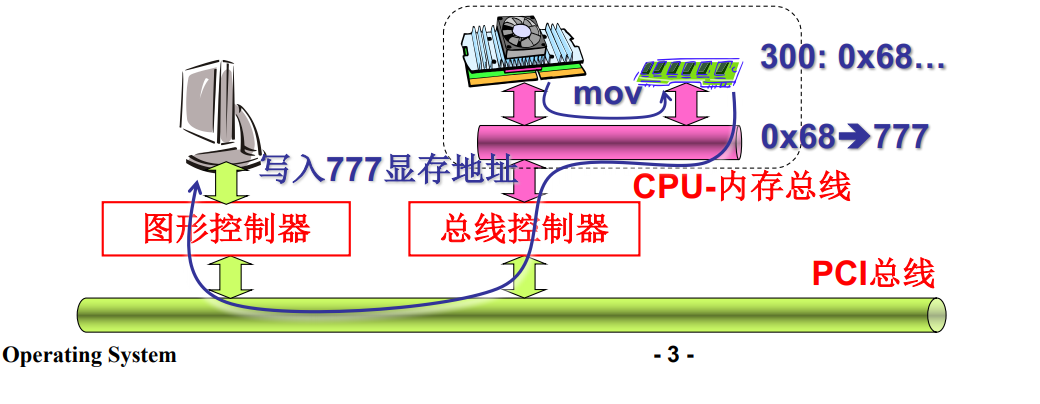 300: 0x68…
mov
0x68➔777
写入777显存地址
CPU-内存总线
图形控制器
总线控制器
PCI总线
Operating System
- 3 -